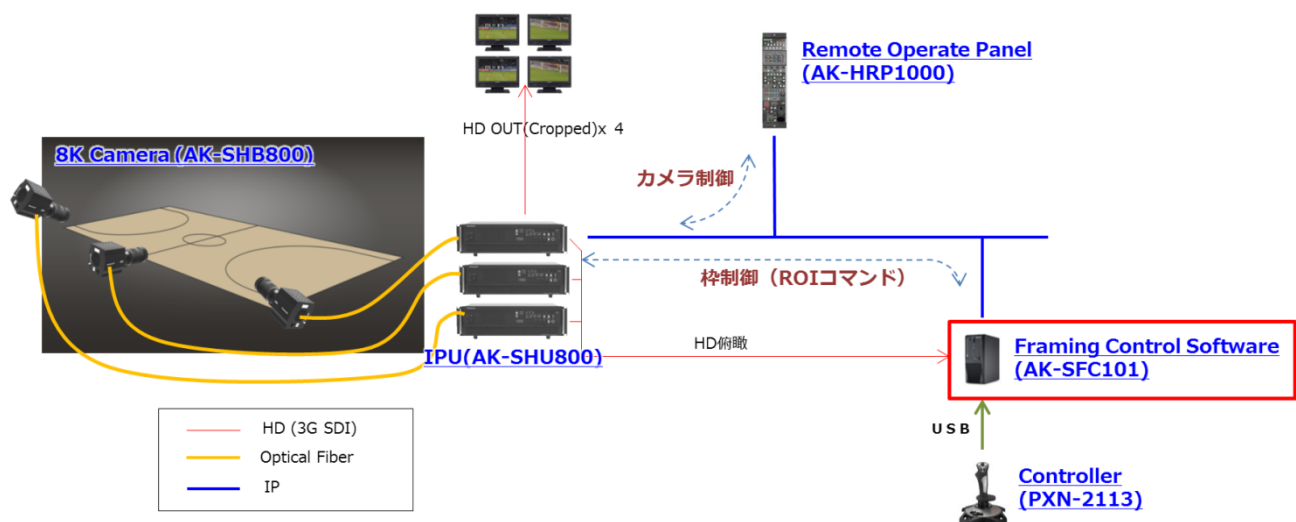 Remote Operate Panel
(AK-HRP1000)
HD OUT(Cropped)x 4
8K Camera (AK-SHB800)
カメラ制御
枠制御（ROIコマンド）
HD俯瞰
IPU(AK-SHU800)
Framing Control Software
(AK-SFC101)
ＵＳＢ
HD (3G SDI)
Optical Fiber
IP
Controller
(PXN-2113)